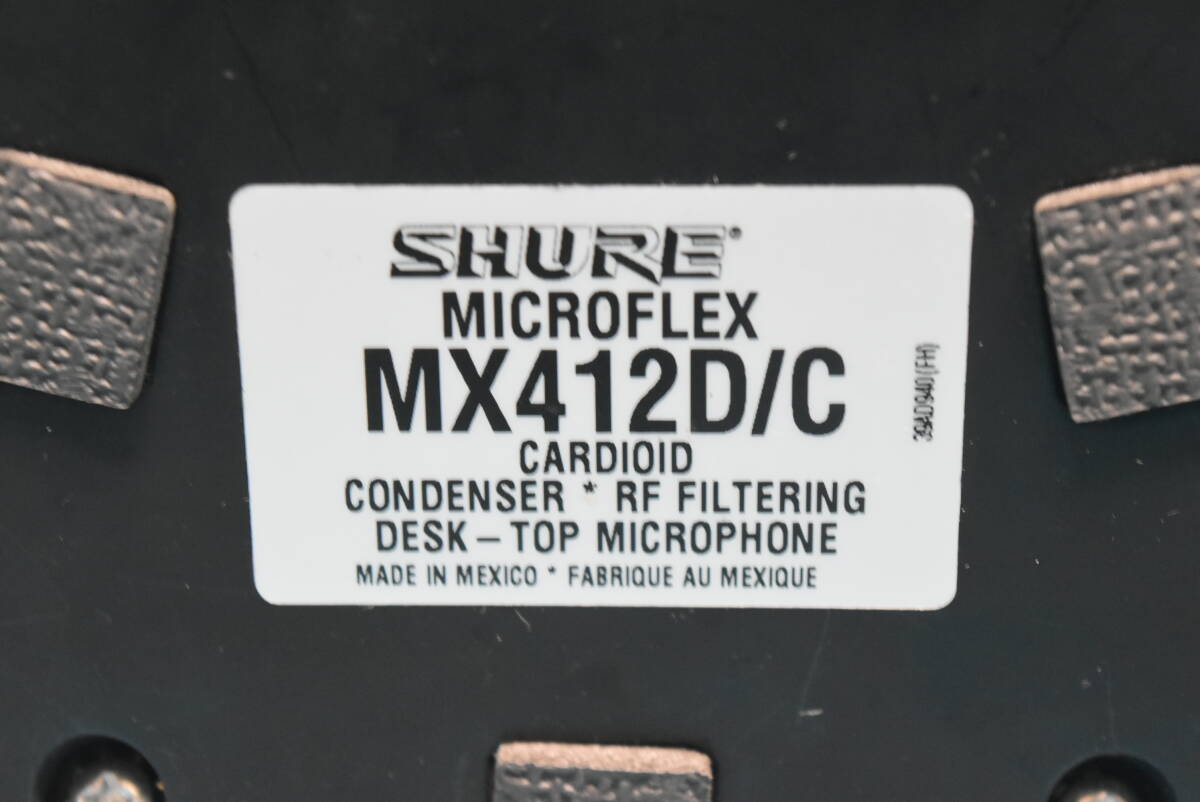 SHURE®
MICROFLEX
MX412D/C
CARDIOID
CONDENSER * RF FILTERING
DESK – TOP MICROPHONE
MADE IN MEXICO * FABRIQUE AU MEXIQUE